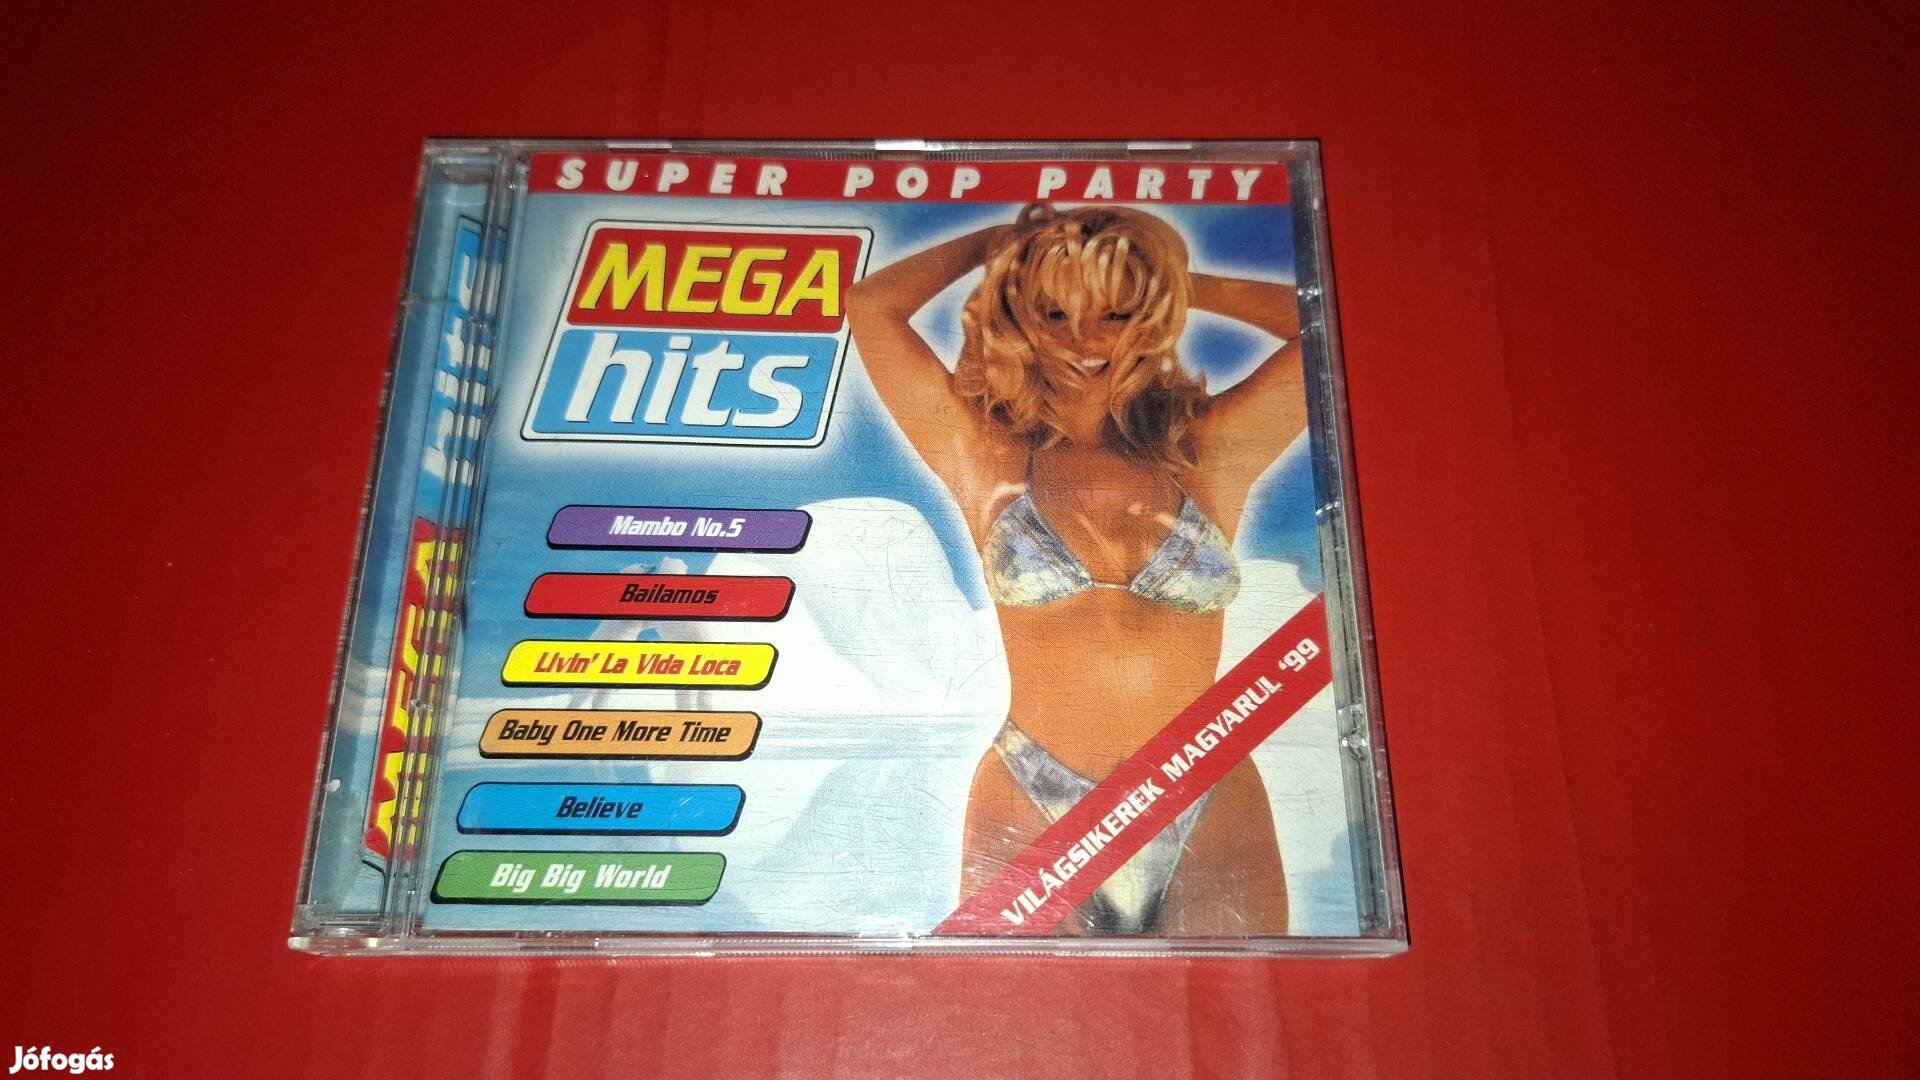 SUPER POP PARTY
MEGA
hits
MEGA hits
Mambo No.5
Bailamos
Livin' La Vida Loca
Baby One More Time
Believe
Big Big World
VILÁGSIKEREK MAGYARUL '99
Jófogás